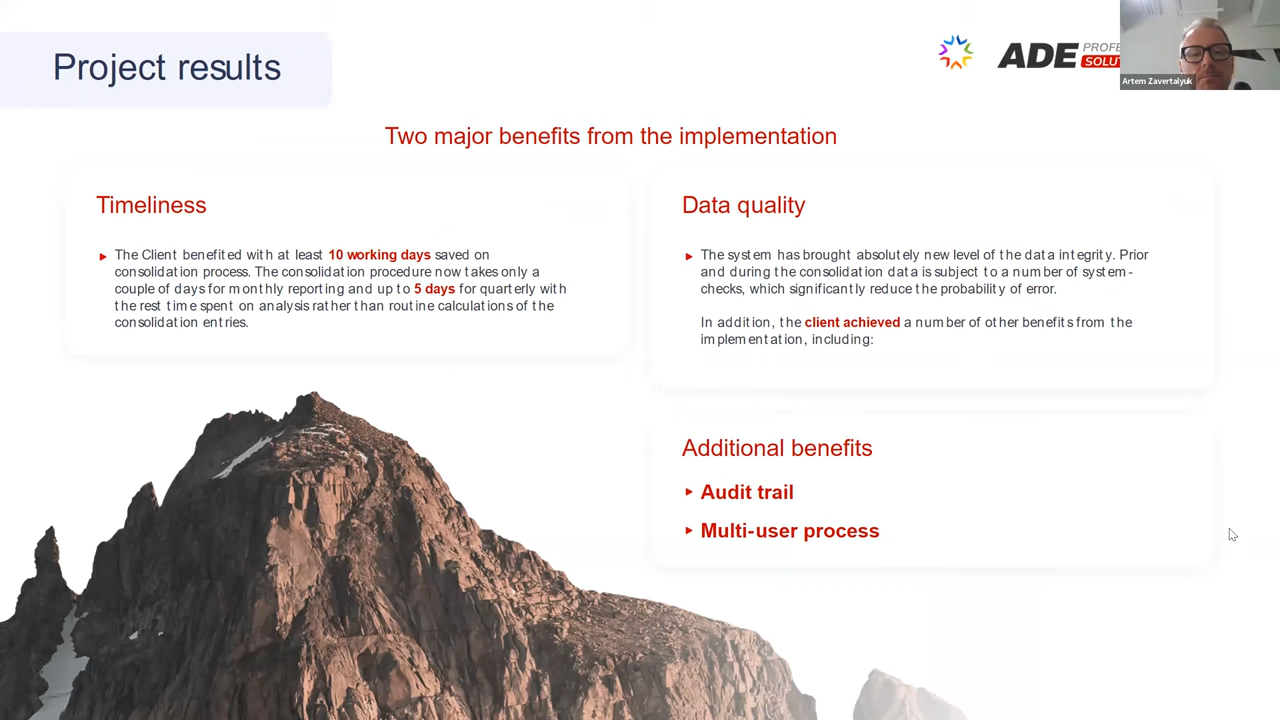 Project results
ADE
PROFE
SOLUT
Artem Zavertalyuk
Two major benefits from the implementation
Timeliness
The Client benefited with at least 10 working days saved on
consolidation process. The consolidation procedure now takes only a
couple of days for monthly reporting and up to 5 days for quarterly with
the rest time spent on analysis rather than routine calculations of the
consolidation entries.
Data quality
The system has brought absolutely new level of the data integrity. Prior
and during the consolidation data is subject to a number of system-
checks, which significantly reduce the probability of error.
In addition, the client achieved a number of other benefits from the
implementation, including:
Additional benefits
Audit trail
Multi-user process